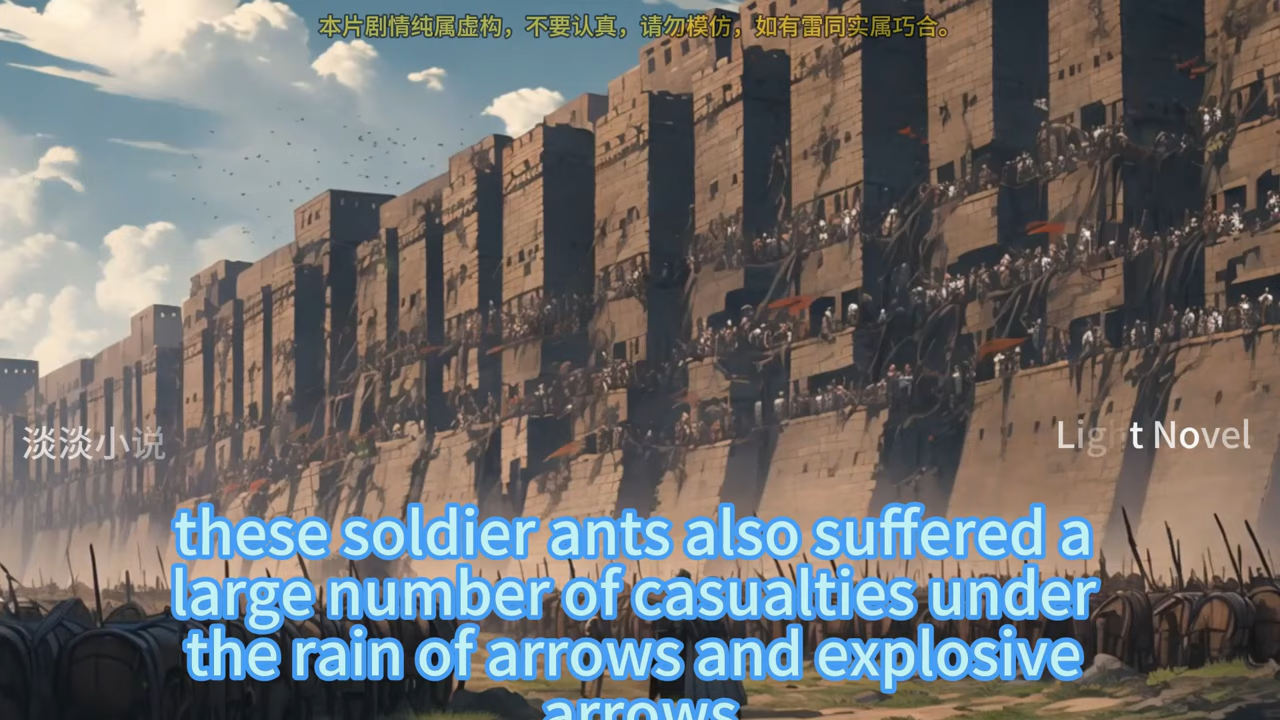 本片剧情纯属虚构，不要认真，请勿模仿，如有雷同实属巧合。
淡淡小说
Light Novel
these soldier ants also suffered a
large number of casualties under
the rain of arrows and explosive
arrows